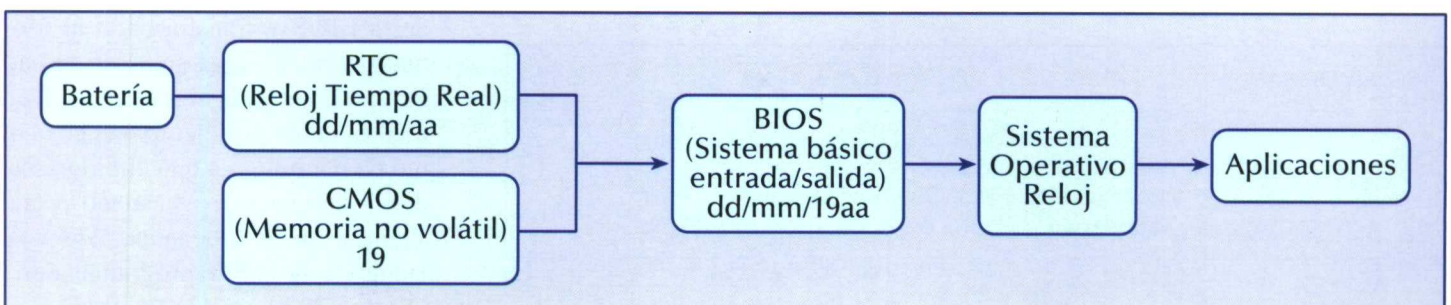 Batería
RTC
(Reloj Tiempo Real)
dd/mm/aa
CMOS
(Memoria no volátil)
19
BIOS
(Sistema básico
entrada/salida)
dd/mm/19aa
Sistema
Operativo
Reloj
Aplicaciones